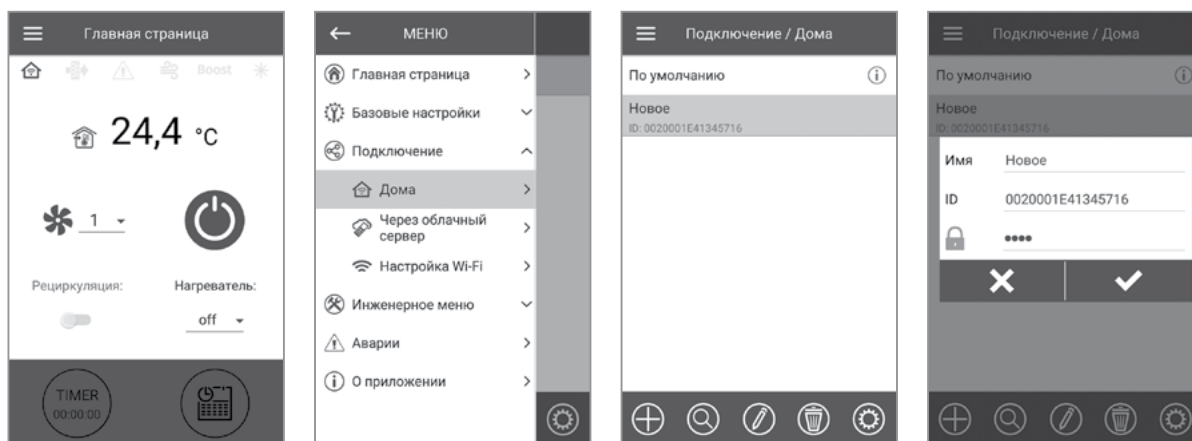 Главная страница
Boost
24,4 °C
1
Рециркуляция:
Нагреватель:
off
TIMER
00:00:00
МЕНЮ
Главная страница
Базовые настройки
Подключение
Дома
Через облачный
сервер
Настройка Wi-Fi
Инженерное меню
Аварии
О приложении
Подключение / Дома
По умолчанию
Новое
ID: 0020001E41345716
Подключение / Дома
По умолчанию
Новое
ID: 0020001E41345716
Имя Новое
ID 0020001E41345716